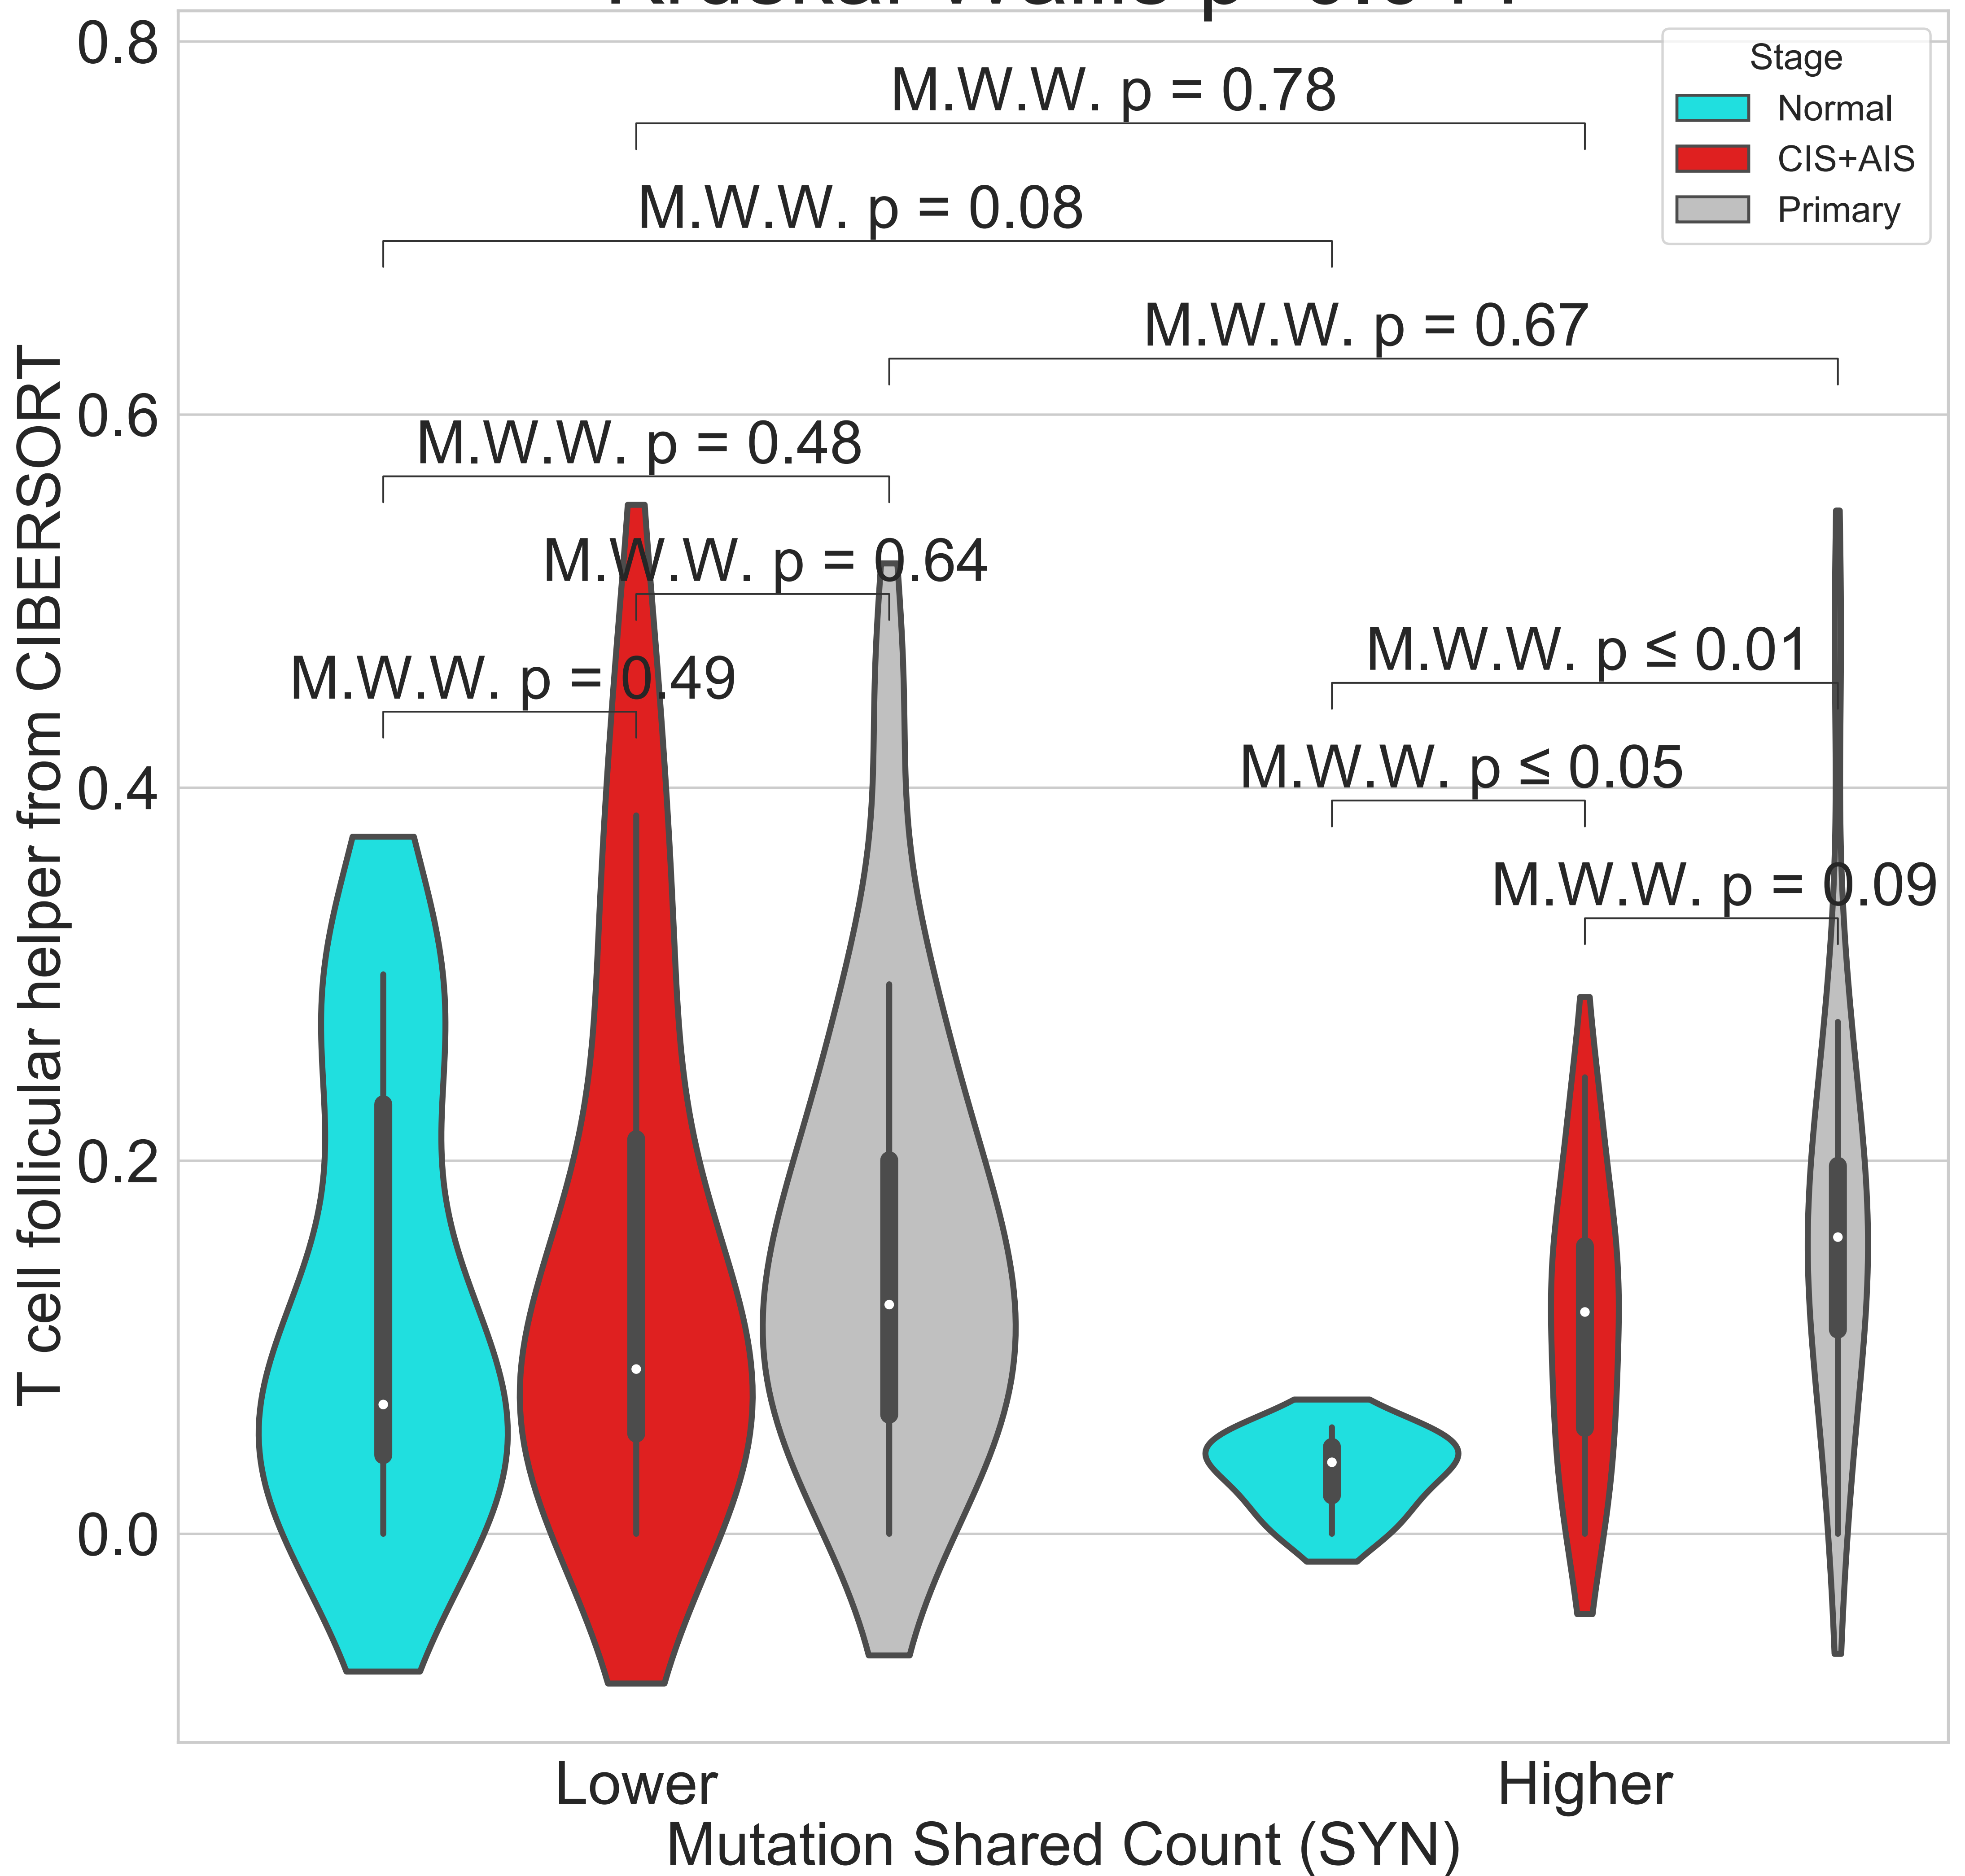 0.8
0.6
0.4
0.2
0.0
T cell follicular helper from CIBERSORT
Stage
Normal
CIS+AIS
Primary
M.W.W. p = 0.78
M.W.W. p = 0.08
M.W.W. p = 0.67
M.W.W. p = 0.48
M.W.W. p = 0.64
M.W.W. p = 0.49
M.W.W. p ≤ 0.01
M.W.W. p ≤ 0.05
M.W.W. p = 0.09
Lower
Higher
Mutation Shared Count (SYN)